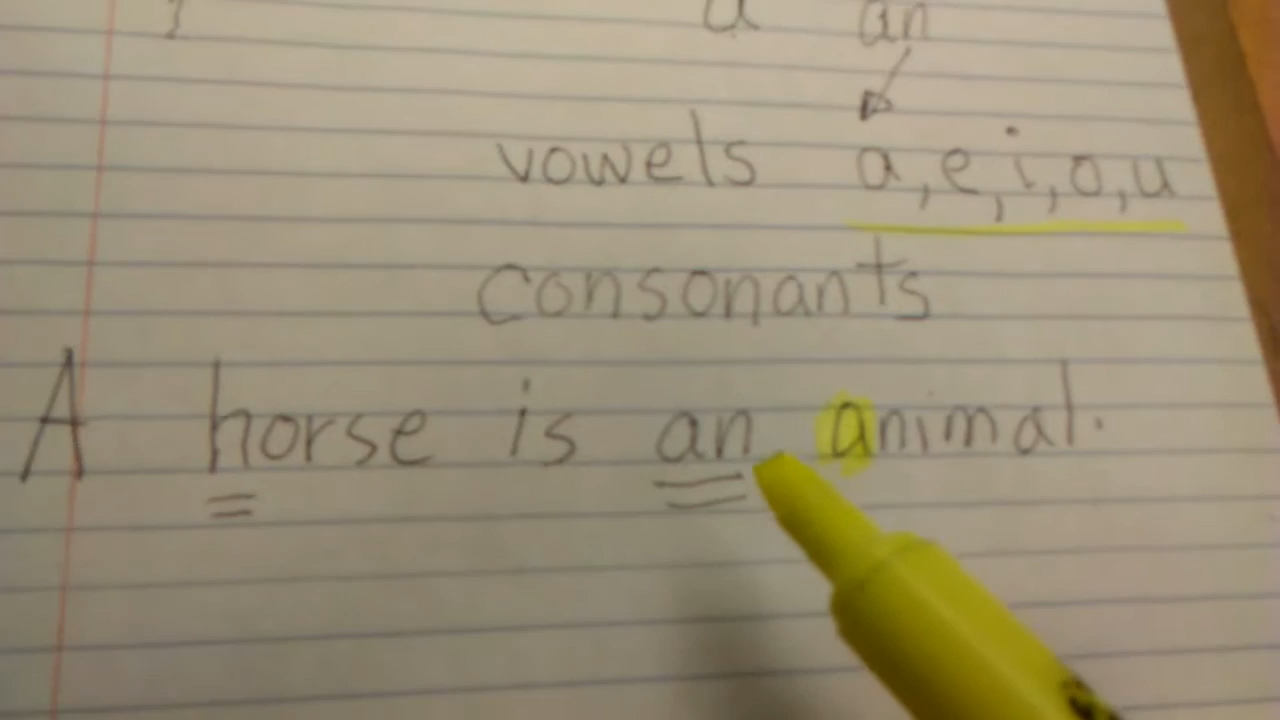 a an
vowels a, e, i, o, u
consonants
A horse is an animal.